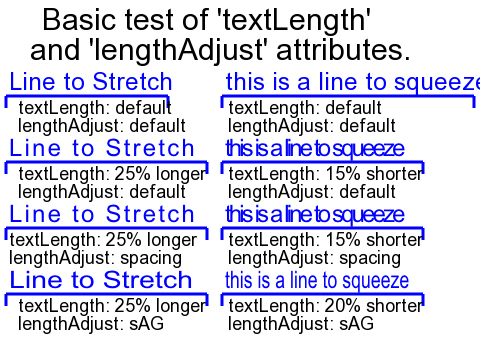 Basic test of 'textLength'
and 'lengthAdjust' attributes.
Line to Stretch
textLength: default
lengthAdjust: default
this is a line to squeeze
textLength: default
lengthAdjust: default
Line to Stretch
textLength: 25% longer
lengthAdjust: default
this is a line to squeeze
textLength: 15% shorter
lengthAdjust: default
Line to Stretch
textLength: 25% longer
lengthAdjust: spacing
this is a line to squeeze
textLength: 15% shorter
lengthAdjust: spacing
Line to Stretch
textLength: 25% longer
lengthAdjust: sAG
this is a line to squeeze
textLength: 20% shorter
lengthAdjust: sAG